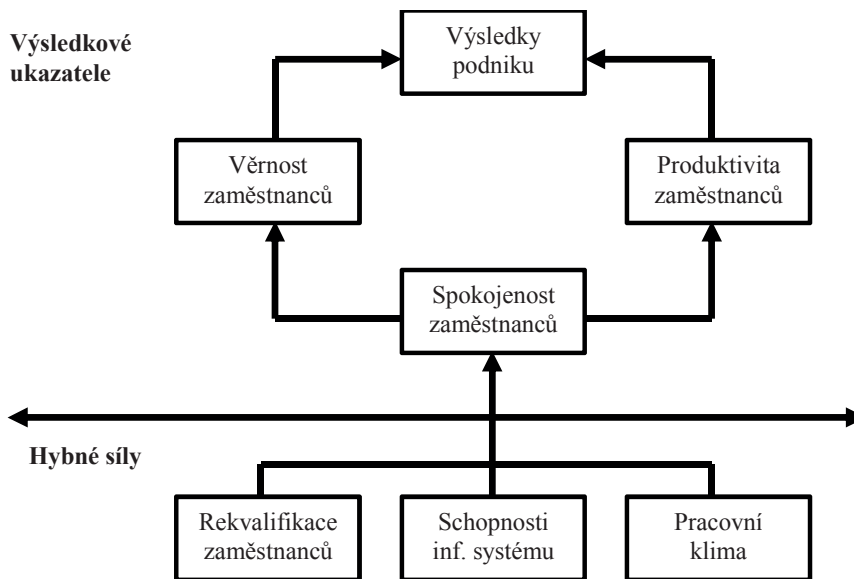 Výsledkové
ukazatele
Výsledky
podniku
Věrnost
zaměstnanců
Produktivita
zaměstnanců
Spokojenost
zaměstnanců
Hybné síly
Rekvalifikace
zaměstnanců
Schopnosti
inf. systému
Pracovní
klima